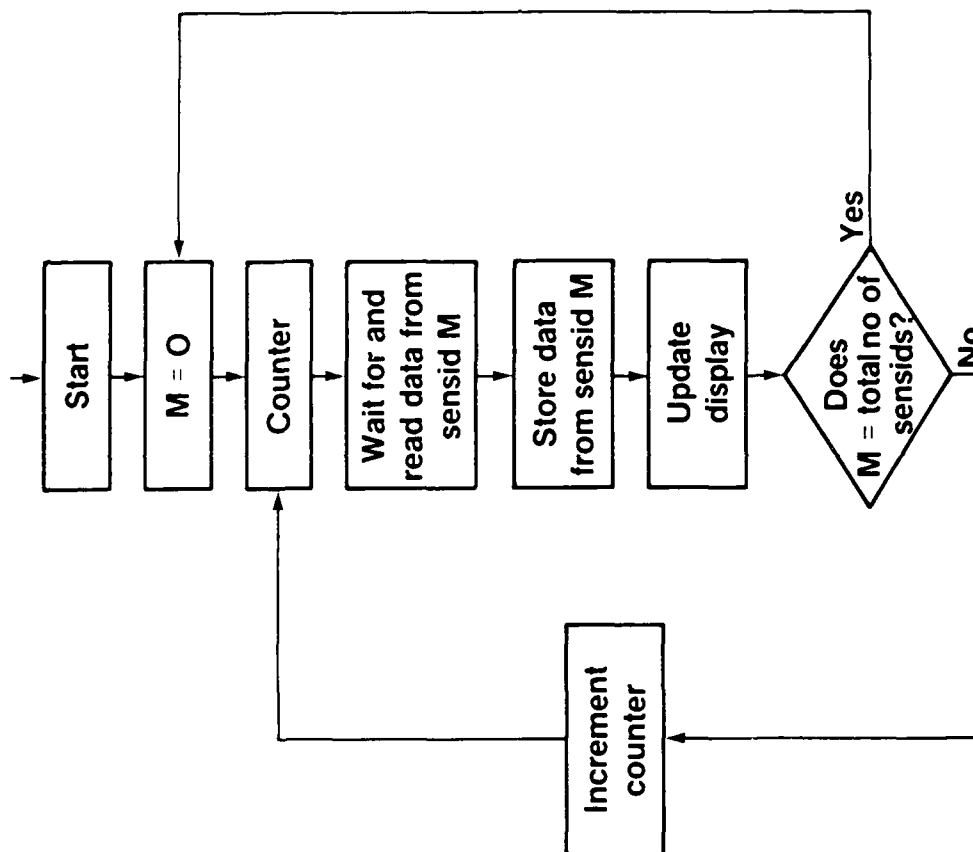 Start
M = O
Counter
Wait for and
read data from
sensid M
Store data
from sensid M
Update
display
Does
M = total no of
sensids?
Yes
No
Increment
counter